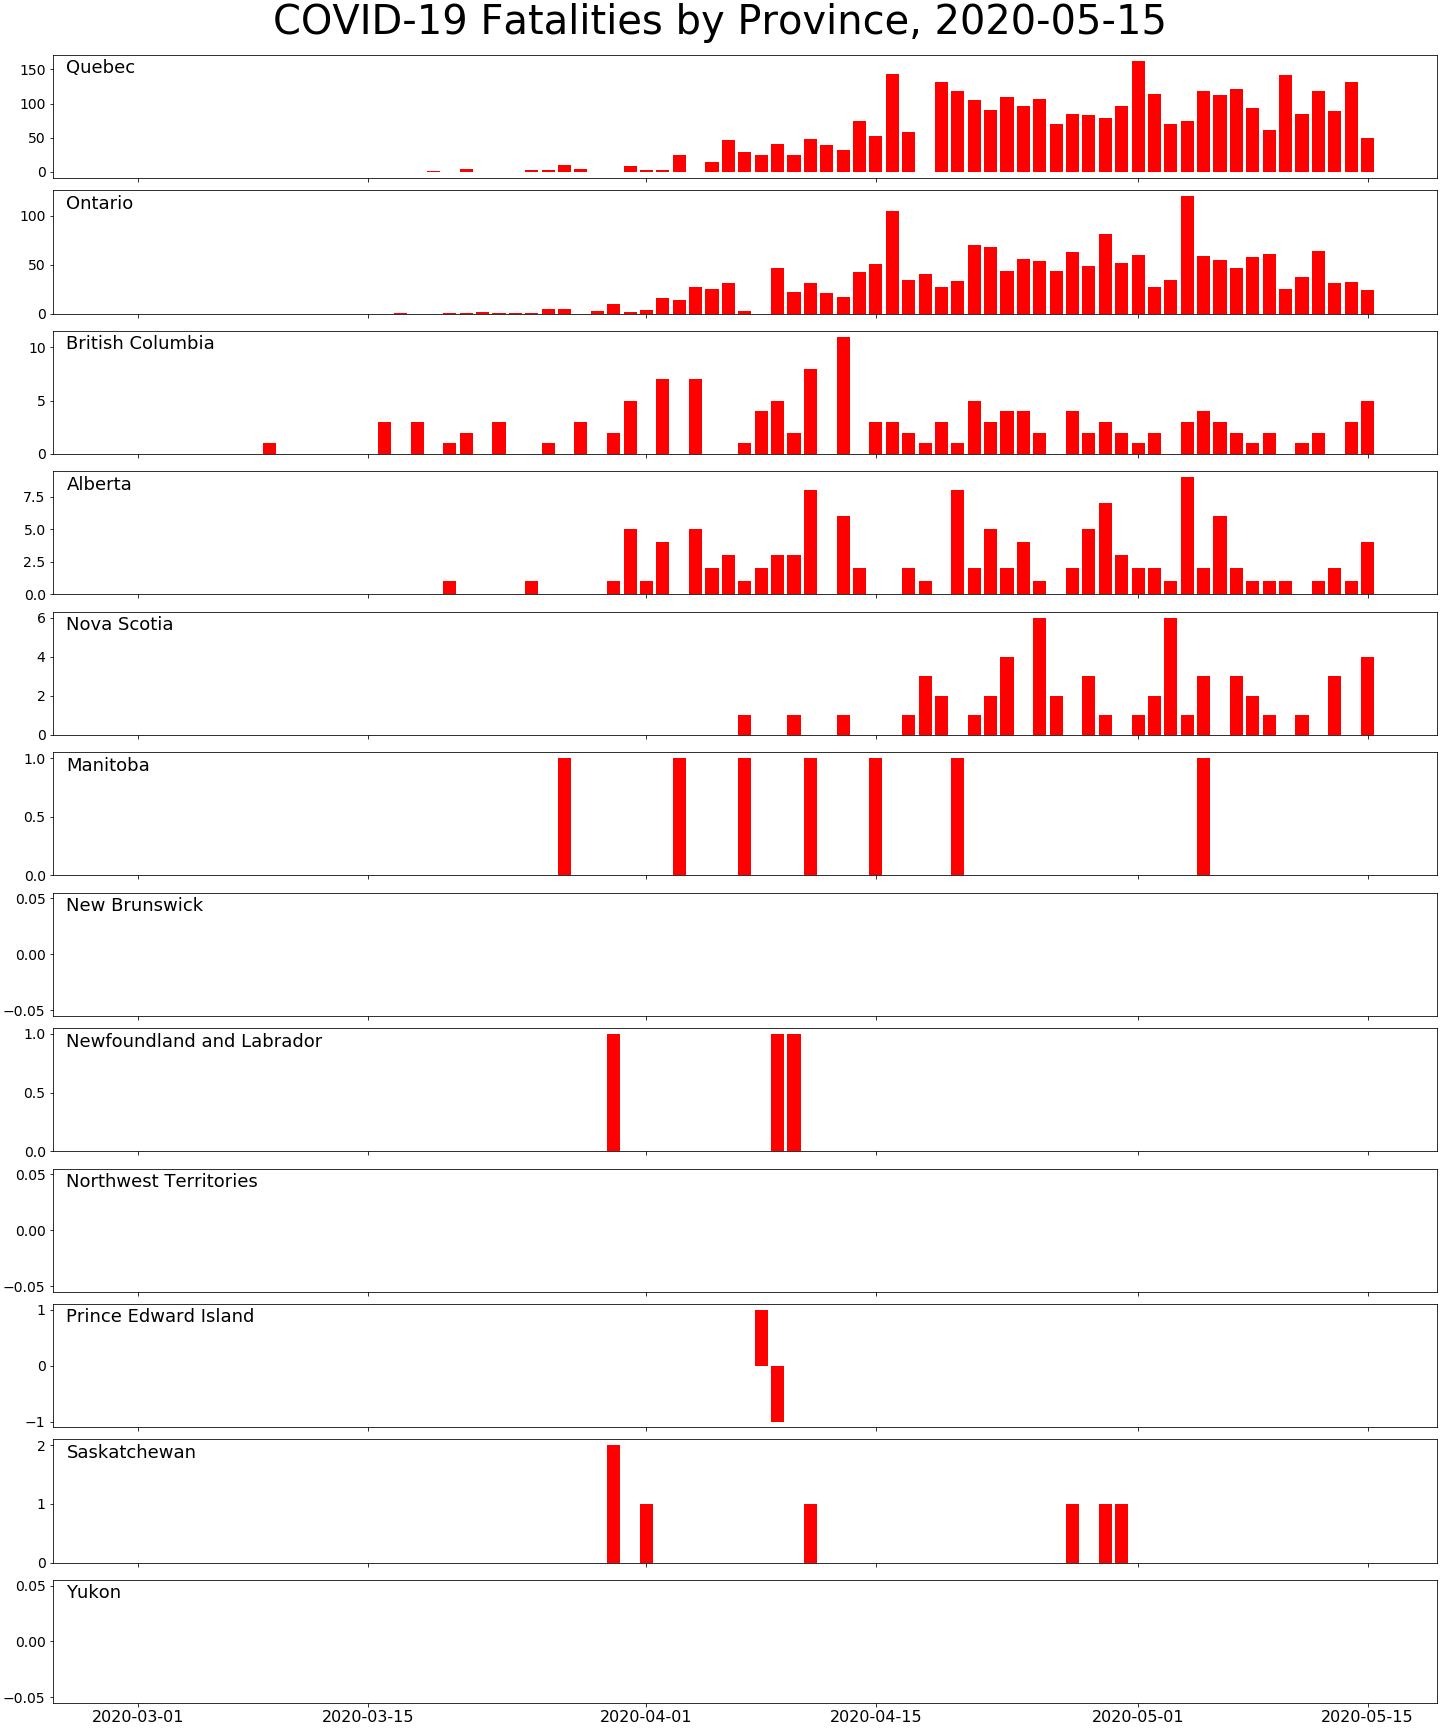 COVID-19 Fatalities by Province, 2020-05-15
Quebec
150
100
50
0
Ontario
100
50
0
British Columbia
10
5
0
Alberta
7.5
5.0
2.5
0.0
Nova Scotia
6
4
2
0
Manitoba
1.0
0.5
0.0
New Brunswick
0.05
0.00
−0.05
Newfoundland and Labrador
1.0
0.5
0.0
Northwest Territories
0.05
0.00
−0.05
Prince Edward Island
1
0
−1
Saskatchewan
2
1
0
Yukon
0.05
0.00
−0.05
2020-03-01 2020-03-15 2020-04-01 2020-04-15 2020-05-01 2020-05-15